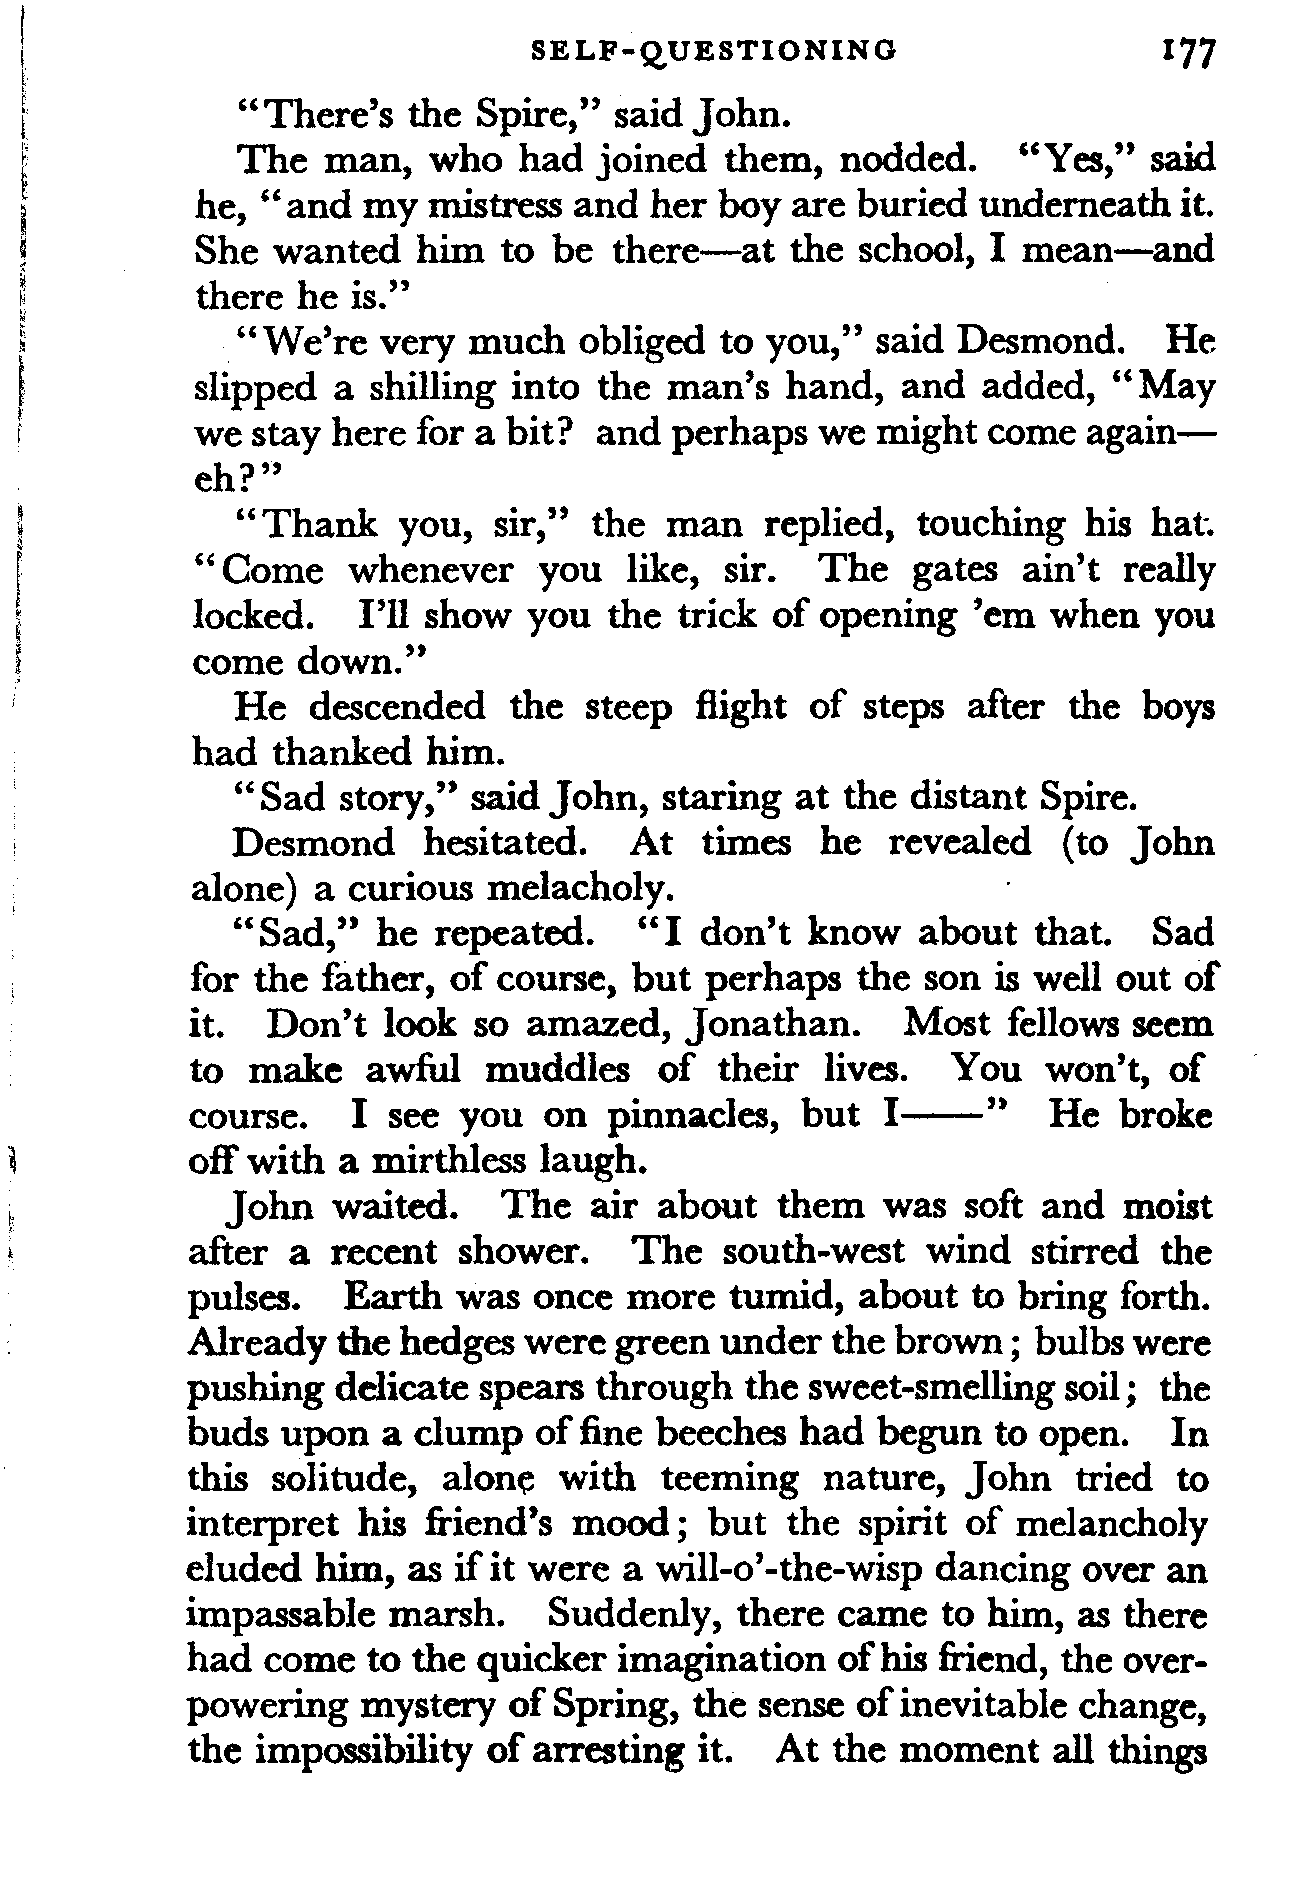 SELF-QUESTIONING 177
"There's the Spire," said John.
The man, who had joined them, nodded. "Yes," said
he, "and my mistress and her boy are buried underneath it.
She wanted him to be there—at the school, I mean—and
there he is."
"We're very much obliged to you," said Desmond. He
slipped a shilling into the man's hand, and added, "May
we stay here for a bit? and perhaps we might come again—
eh?"
"Thank you, sir," the man replied, touching his hat.
"Come whenever you like, sir. The gates ain't really
locked. I'll show you the trick of opening 'em when you
come down."
He descended the steep flight of steps after the boys
had thanked him.
"Sad story," said John, staring at the distant Spire.
Desmond hesitated. At times he revealed (to John
alone) a curious melacholy.
"Sad," he repeated. "I don't know about that. Sad
for the father, of course, but perhaps the son is well out of
it. Don't look so amazed, Jonathan. Most fellows seem
to make awful muddles of their lives. You won't, of
course. I see you on pinnacles, but I——" He broke
off with a mirthless laugh.
John waited. The air about them was soft and moist
after a recent shower. The south-west wind stirred the
pulses. Earth was once more tumid, about to bring forth.
Already the hedges were green under the brown; bulbs were
pushing delicate spears through the sweet-smelling soil; the
buds upon a clump of fine beeches had begun to open. In
this solitude, alone with teeming nature, John tried to
interpret his friend's mood; but the spirit of melancholy
eluded him, as if it were a will-o'-the-wisp dancing over an
impassable marsh. Suddenly, there came to him, as there
had come to the quicker imagination of his friend, the over-
powering mystery of Spring, the sense of inevitable change,
the impossibility of arresting it. At the moment all things